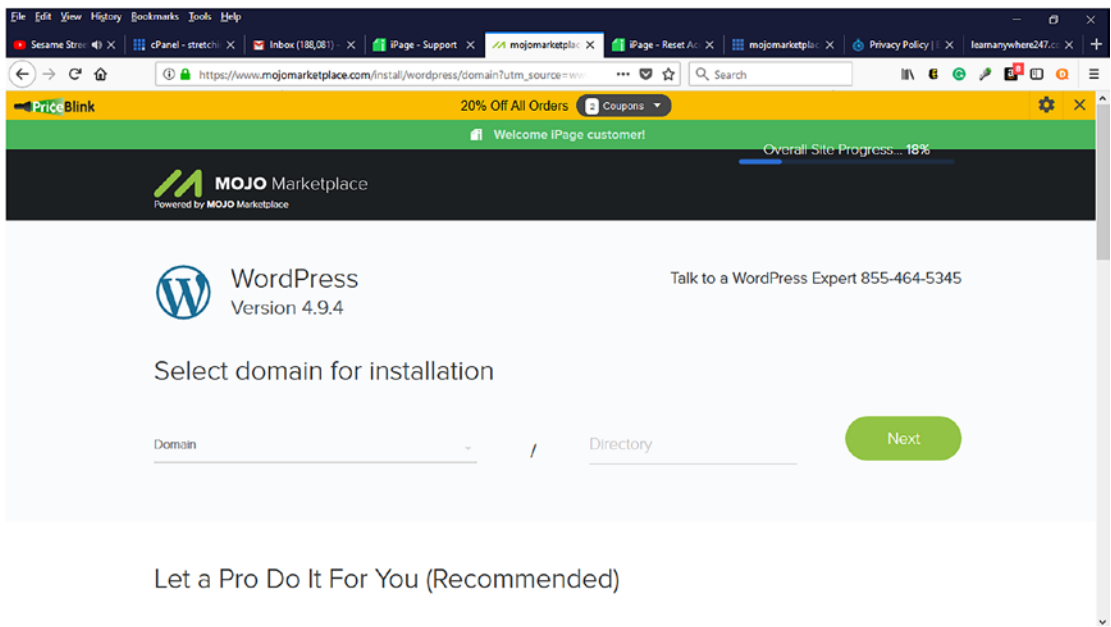 File Edit View History Bookmarks Tools Help
Sesame Stree cPanel - stretchi Inbox (188,081) - iPage - Support mojomarketplac iPage - Reset Ac mojomarketplac Privacy Policy | learnanywhere247.co
https://www.mojomarketplace.com/install/wordpress/domain?utm_source=ww Search
PriceBlink 20% Off All Orders 2 Coupons
Welcome iPage customer!
Overall Site Progress... 18%
MOJO Marketplace
Powered by MOJO Marketplace
WordPress
Version 4.9.4
Talk to a WordPress Expert 855-464-5345
Select domain for installation
Domain / Directory Next
Let a Pro Do It For You (Recommended)